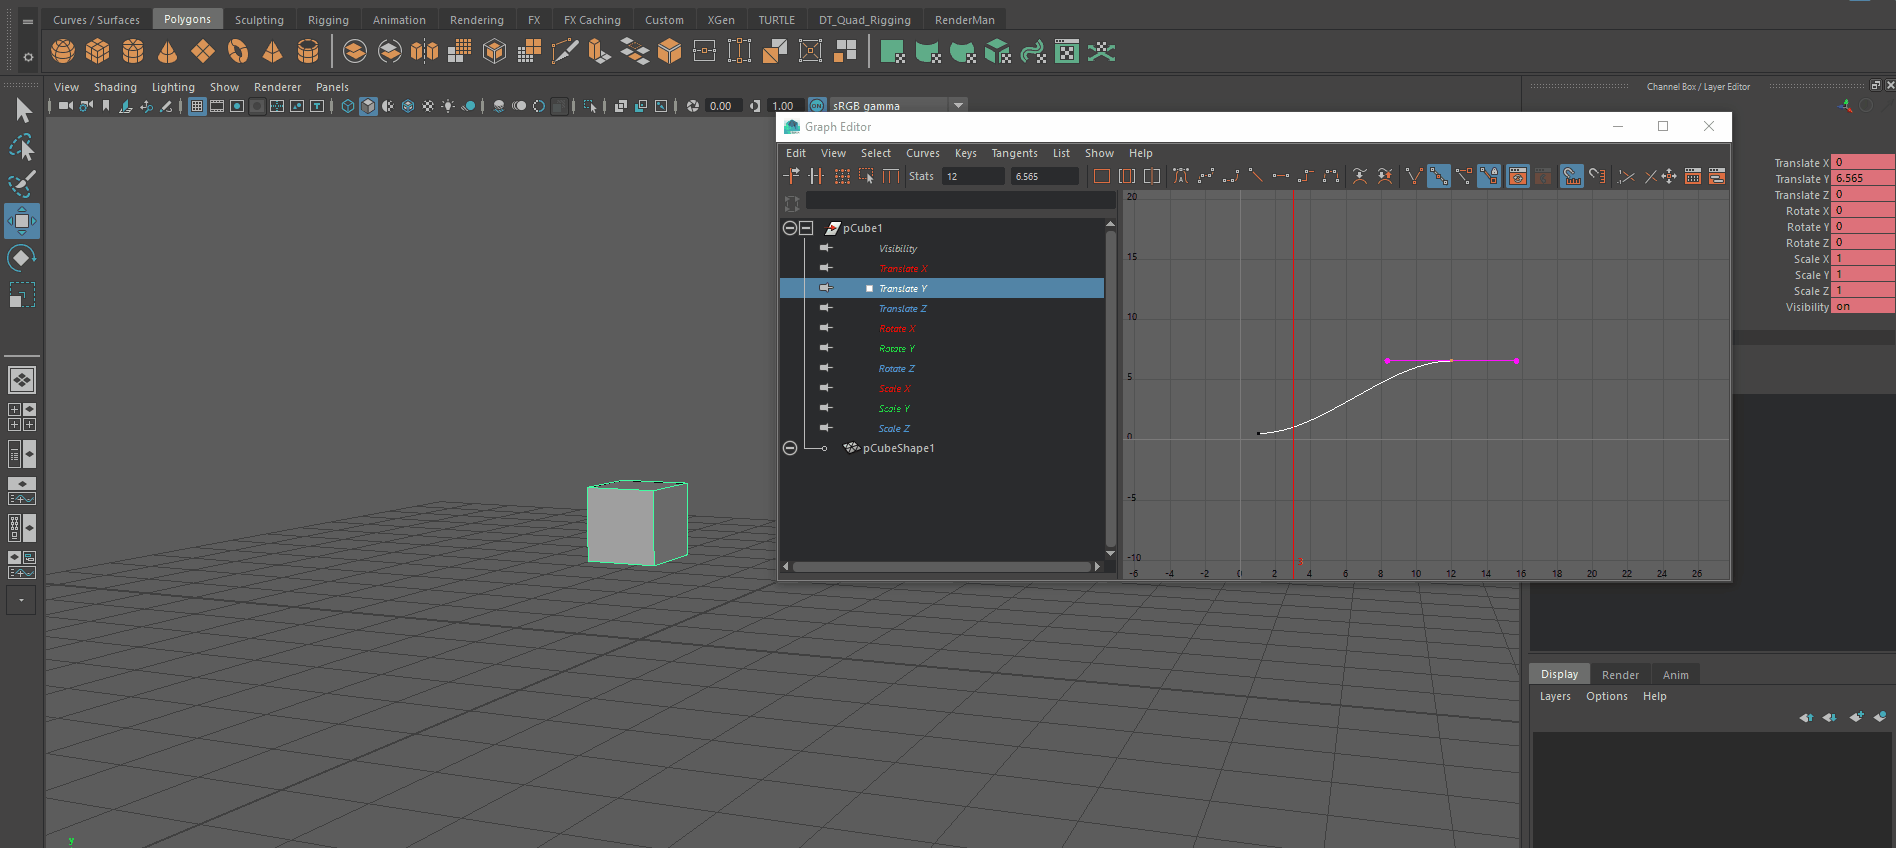 Curves / Surfaces Polygons Sculpting Rigging Animation Rendering FX FX Caching Custom XGen TURTLE DT_Quad_Rigging RenderMan
View Shading Lighting Show Renderer Panels
0.00 1.00 ON sRGB gamma
Channel Box / Layer Editor
Graph Editor
Edit View Select Curves Keys Tangents List Show Help
Stats 12 6.565
pCube1
Visibility
Translate X
Translate Y
Translate Z
Rotate X
Rotate Y
Rotate Z
Scale X
Scale Y
Scale Z
pCubeShape1
20
15
10
5
0
-5
-10
-6 -4 -2 0 2 4 6 8 10 12 14 16 18 20 22 24 26
Translate X 0
Translate Y 6.565
Translate Z 0
Rotate X 0
Rotate Y 0
Rotate Z 0
Scale X 1
Scale Y 1
Scale Z 1
Visibility on
Display Render Anim
Layers Options Help
y